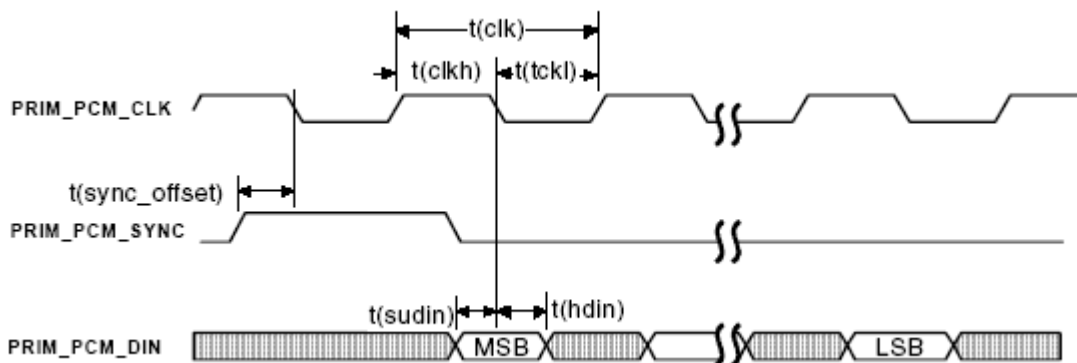 t(clk)
t(clkh) t(tckl)
PRIM_PCM_CLK
t(sync_offset)
PRIM_PCM_SYNC
t(sudin) t(hdin)
PRIM_PCM_DIN MSB LSB